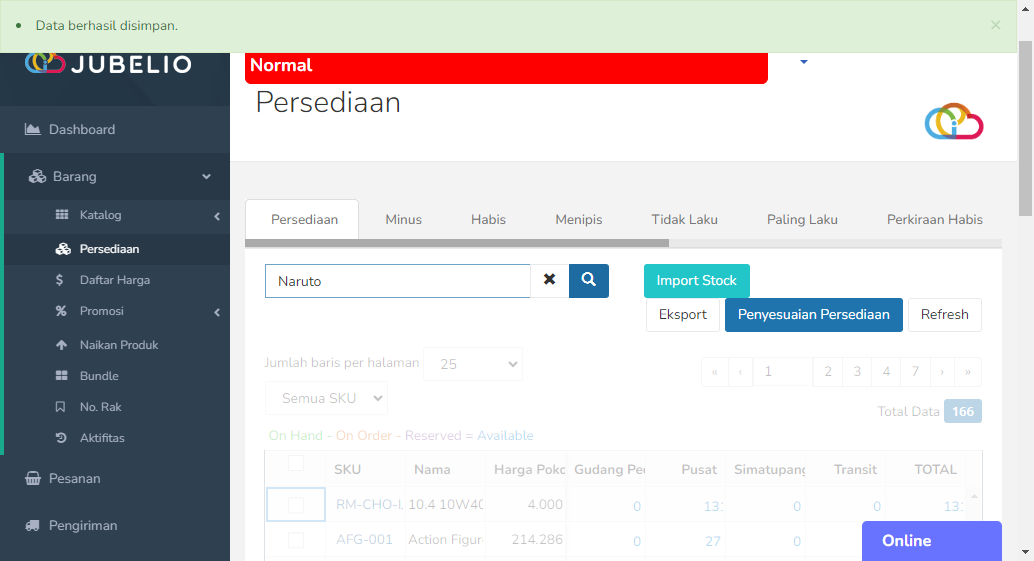 Data berhasil disimpan.
×
JUBELIO
Normal
Persediaan
Dashboard
Barang
Katalog
Persediaan
Daftar Harga
Promosi
Naikan Produk
Bundle
No. Rak
Aktifitas
Pesanan
Pengiriman
Persediaan Minus Habis Menipis Tidak Laku Paling Laku Perkiraan Habis
Naruto
Import Stock
Eksport Penyesuaian Persediaan Refresh
Jumlah baris per halaman 25
« ‹ 1 2 3 4 7 › »
Semua SKU
Total Data 166
On Hand - On Order - Reserved = Available
SKU Nama Harga Poko Gudang Pe Pusat Simatupang Transit TOTAL
RM-CHO- 10.4 10W40 4.000 0 13 0 0 13
AFG-001 Action Figur 214.286 0 27 0
Online